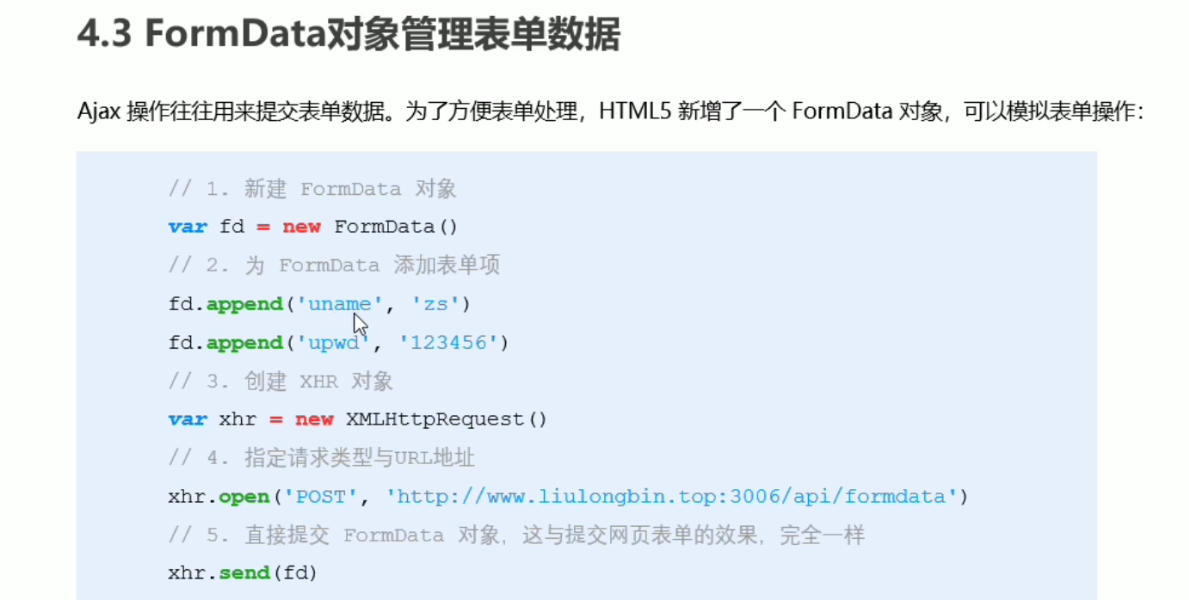 4.3 FormData对象管理表单数据
Ajax 操作往往用来提交表单数据。为了方便表单处理，HTML5 新增了一个 FormData 对象，可以模拟表单操作：
// 1. 新建 FormData 对象
var fd = new FormData()
// 2. 为 FormData 添加表单项
fd.append('uname', 'zs')
fd.append('upwd', '123456')
// 3. 创建 XHR 对象
var xhr = new XMLHttpRequest()
// 4. 指定请求类型与URL地址
xhr.open('POST', 'http://www.liulongbin.top:3006/api/formdata')
// 5. 直接提交 FormData 对象，这与提交网页表单的效果，完全一样
xhr.send(fd)